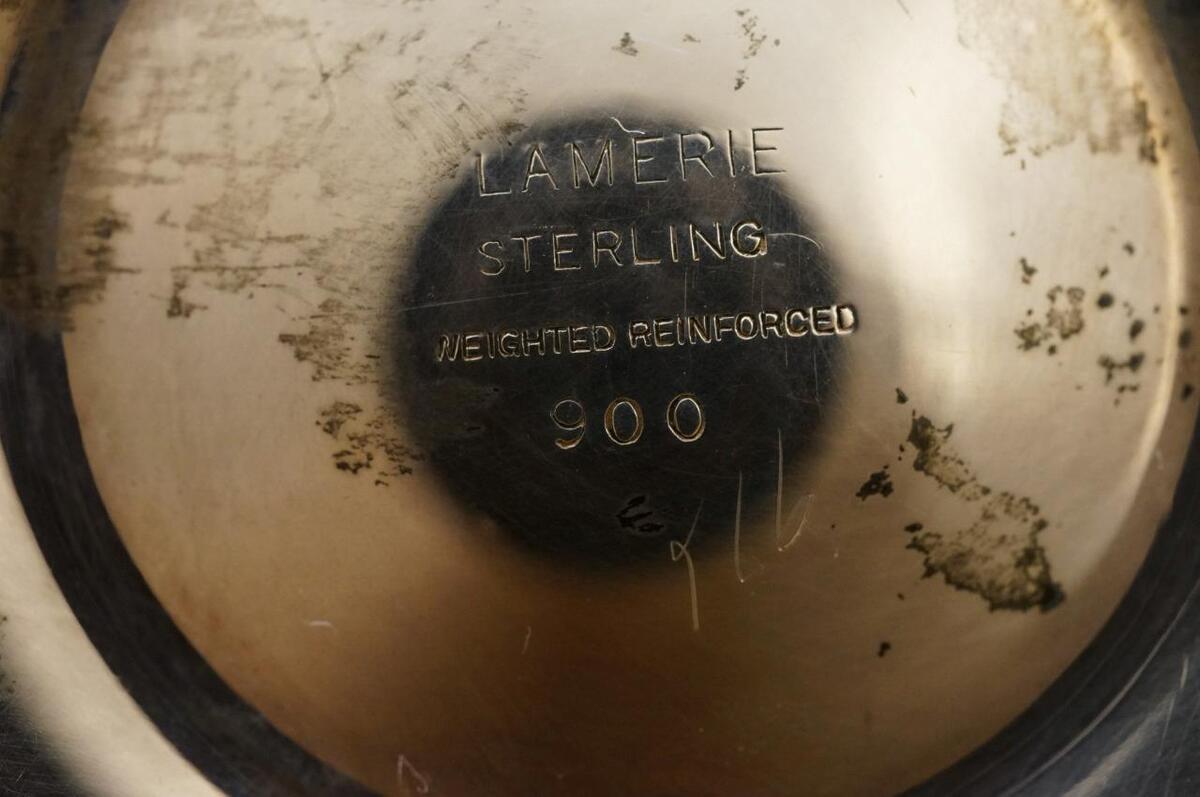 LAMERIE
STERLING
WEIGHTED REINFORCED
900